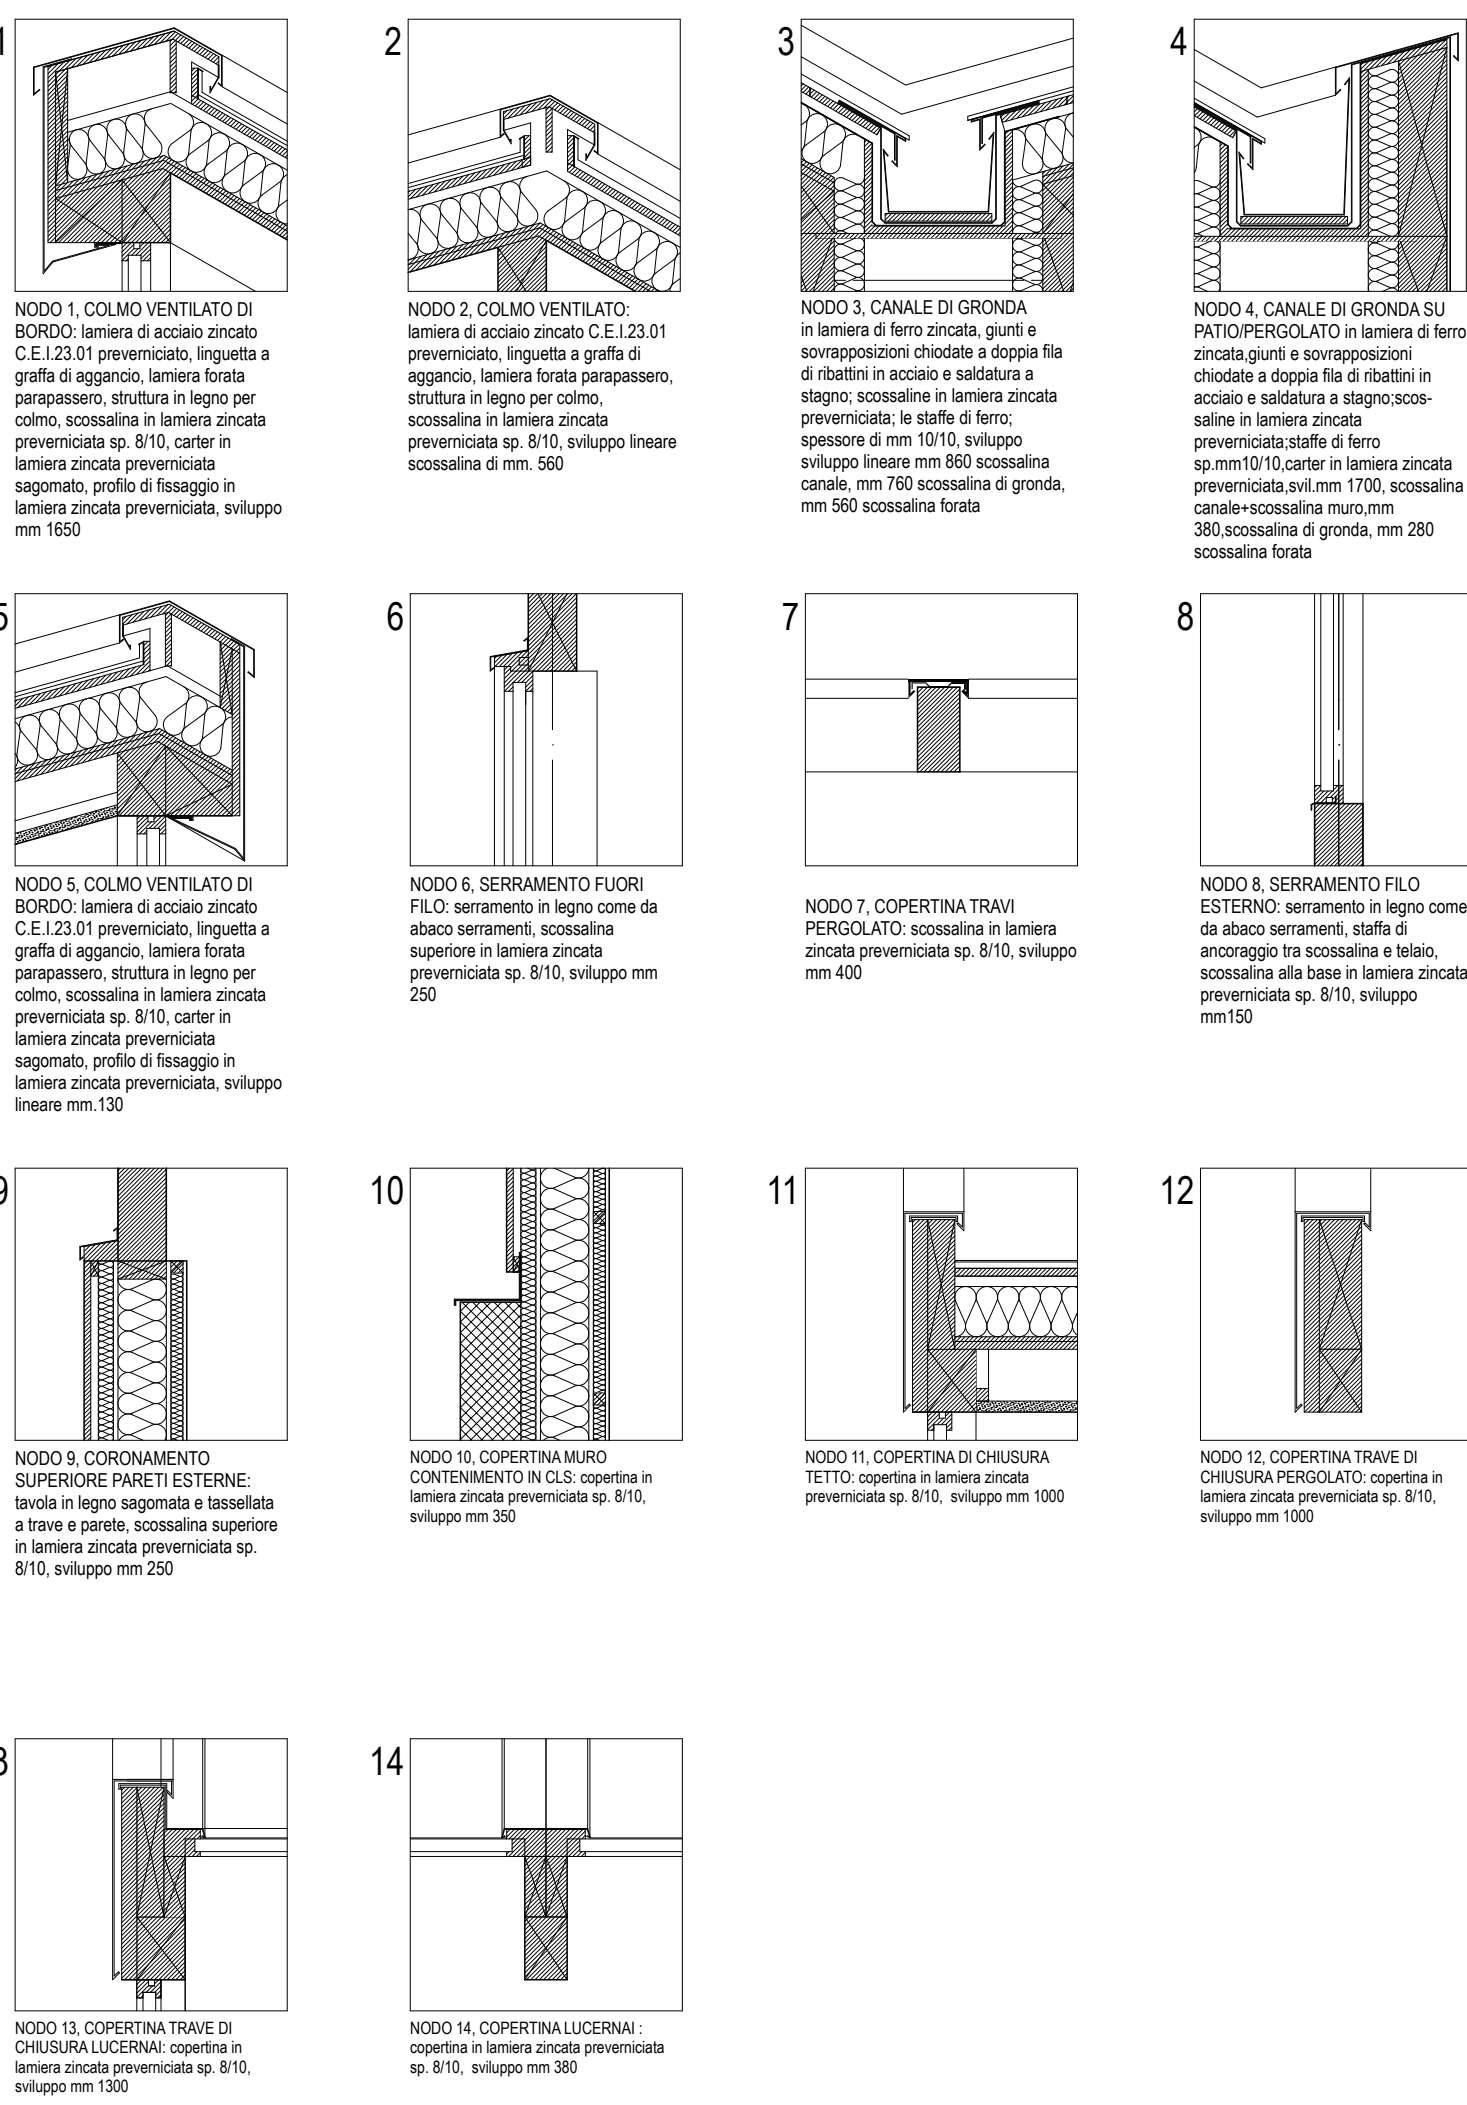 1
NODO 1, COLMO VENTILATO DI
BORDO: lamiera di acciaio zincato
C.E.I.23.01 preverniciato, linguetta a
graffa di aggancio, lamiera forata
parapassero, struttura in legno per
colmo, scossalina in lamiera zincata
preverniciata sp. 8/10, carter in
lamiera zincata preverniciata
sagomato, profilo di fissaggio in
lamiera zincata preverniciata, sviluppo
mm 1650
2
NODO 2, COLMO VENTILATO:
lamiera di acciaio zincato C.E.I.23.01
preverniciato, linguetta a graffa di
aggancio, lamiera forata parapassero,
struttura in legno per colmo,
scossalina in lamiera zincata
preverniciata sp. 8/10, sviluppo lineare
scossalina di mm. 560
3
NODO 3, CANALE DI GRONDA
in lamiera di ferro zincata, giunti e
sovrapposizioni chiodate a doppia fila
di ribattini in acciaio e saldatura a
stagno; scossaline in lamiera zincata
preverniciata; le staffe di ferro;
spessore di mm 10/10, sviluppo
sviluppo lineare mm 860 scossalina
canale, mm 760 scossalina di gronda,
mm 560 scossalina forata
4
NODO 4, CANALE DI GRONDA SU
PATIO/PERGOLATO in lamiera di ferro
zincata,giunti e sovrapposizioni
chiodate a doppia fila di ribattini in
acciaio e saldatura a stagno;scos-
saline in lamiera zincata
preverniciata;staffe di ferro
sp.mm10/10,carter in lamiera zincata
preverniciata,svil.mm 1700, scossalina
canale+scossalina muro,mm
380,scossalina di gronda, mm 280
scossalina forata
5
NODO 5, COLMO VENTILATO DI
BORDO: lamiera di acciaio zincato
C.E.I.23.01 preverniciato, linguetta a
graffa di aggancio, lamiera forata
parapassero, struttura in legno per
colmo, scossalina in lamiera zincata
preverniciata sp. 8/10, carter in
lamiera zincata preverniciata
sagomato, profilo di fissaggio in
lamiera zincata preverniciata, sviluppo
lineare mm.130
6
NODO 6, SERRAMENTO FUORI
FILO: serramento in legno come da
abaco serramenti, scossalina
superiore in lamiera zincata
preverniciata sp. 8/10, sviluppo mm
250
7
NODO 7, COPERTINA TRAVI
PERGOLATO: scossalina in lamiera
zincata preverniciata sp. 8/10, sviluppo
mm 400
8
NODO 8, SERRAMENTO FILO
ESTERNO: serramento in legno come
da abaco serramenti, staffa di
ancoraggio tra scossalina e telaio,
scossalina alla base in lamiera zincata
preverniciata sp. 8/10, sviluppo
mm150
9
NODO 9, CORONAMENTO
SUPERIORE PARETI ESTERNE:
tavola in legno sagomata e tassellata
a trave e parete, scossalina superiore
in lamiera zincata preverniciata sp.
8/10, sviluppo mm 250
10
NODO 10, COPERTINA MURO
CONTENIMENTO IN CLS: copertina in
lamiera zincata preverniciata sp. 8/10,
sviluppo mm 350
11
NODO 11, COPERTINA DI CHIUSURA
TETTO: copertina in lamiera zincata
preverniciata sp. 8/10, sviluppo mm 1000
12
NODO 12, COPERTINA TRAVE DI
CHIUSURA PERGOLATO: copertina in
lamiera zincata preverniciata sp. 8/10,
sviluppo mm 1000
3
NODO 13, COPERTINA TRAVE DI
CHIUSURA LUCERNAI: copertina in
lamiera zincata preverniciata sp. 8/10,
sviluppo mm 1300
14
NODO 14, COPERTINA LUCERNAI :
copertina in lamiera zincata preverniciata
sp. 8/10, sviluppo mm 380